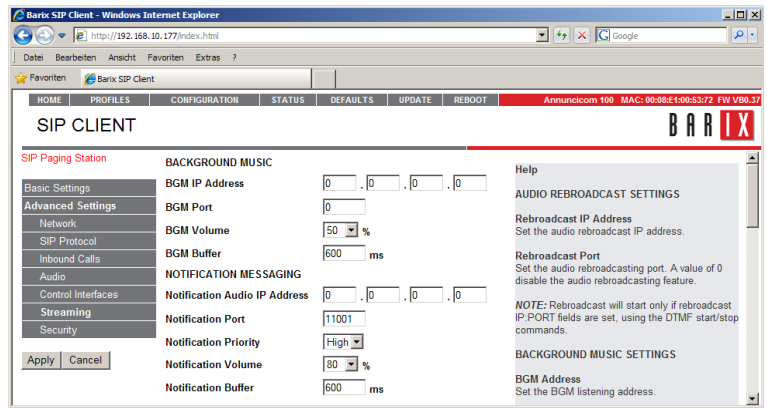 Barix SIP Client - Windows Internet Explorer
http://192.168.10.177/index.html
Google
Datei Bearbeiten Ansicht Favoriten Extras ?
Favoriten Barix SIP Client
HOME PROFILES CONFIGURATION STATUS DEFAULTS UPDATE REBOOT Annuncicom 100 MAC: 00:08:E1:00:53:72 FW VB0.37
SIP CLIENT
BARIX
SIP Paging Station
Basic Settings
Advanced Settings
Network
SIP Protocol
Inbound Calls
Audio
Control Interfaces
Streaming
Security
Apply Cancel
BACKGROUND MUSIC
BGM IP Address 0 . 0 . 0 . 0
BGM Port 0
BGM Volume 50 %
BGM Buffer 600 ms
NOTIFICATION MESSAGING
Notification Audio IP Address 0 . 0 . 0 . 0
Notification Port 11001
Notification Priority High
Notification Volume 80 %
Notification Buffer 600 ms
Help
AUDIO REBROADCAST SETTINGS
Rebroadcast IP Address
Set the audio rebroadcast IP address.
Rebroadcast Port
Set the audio rebroadcasting port. A value of 0
disable the audio rebroadcasting feature.
NOTE: Rebroadcast will start only if rebroadcast
IP:PORT fields are set, using the DTMF start/stop
commands.
BACKGROUND MUSIC SETTINGS
BGM Address
Set the BGM listening address.